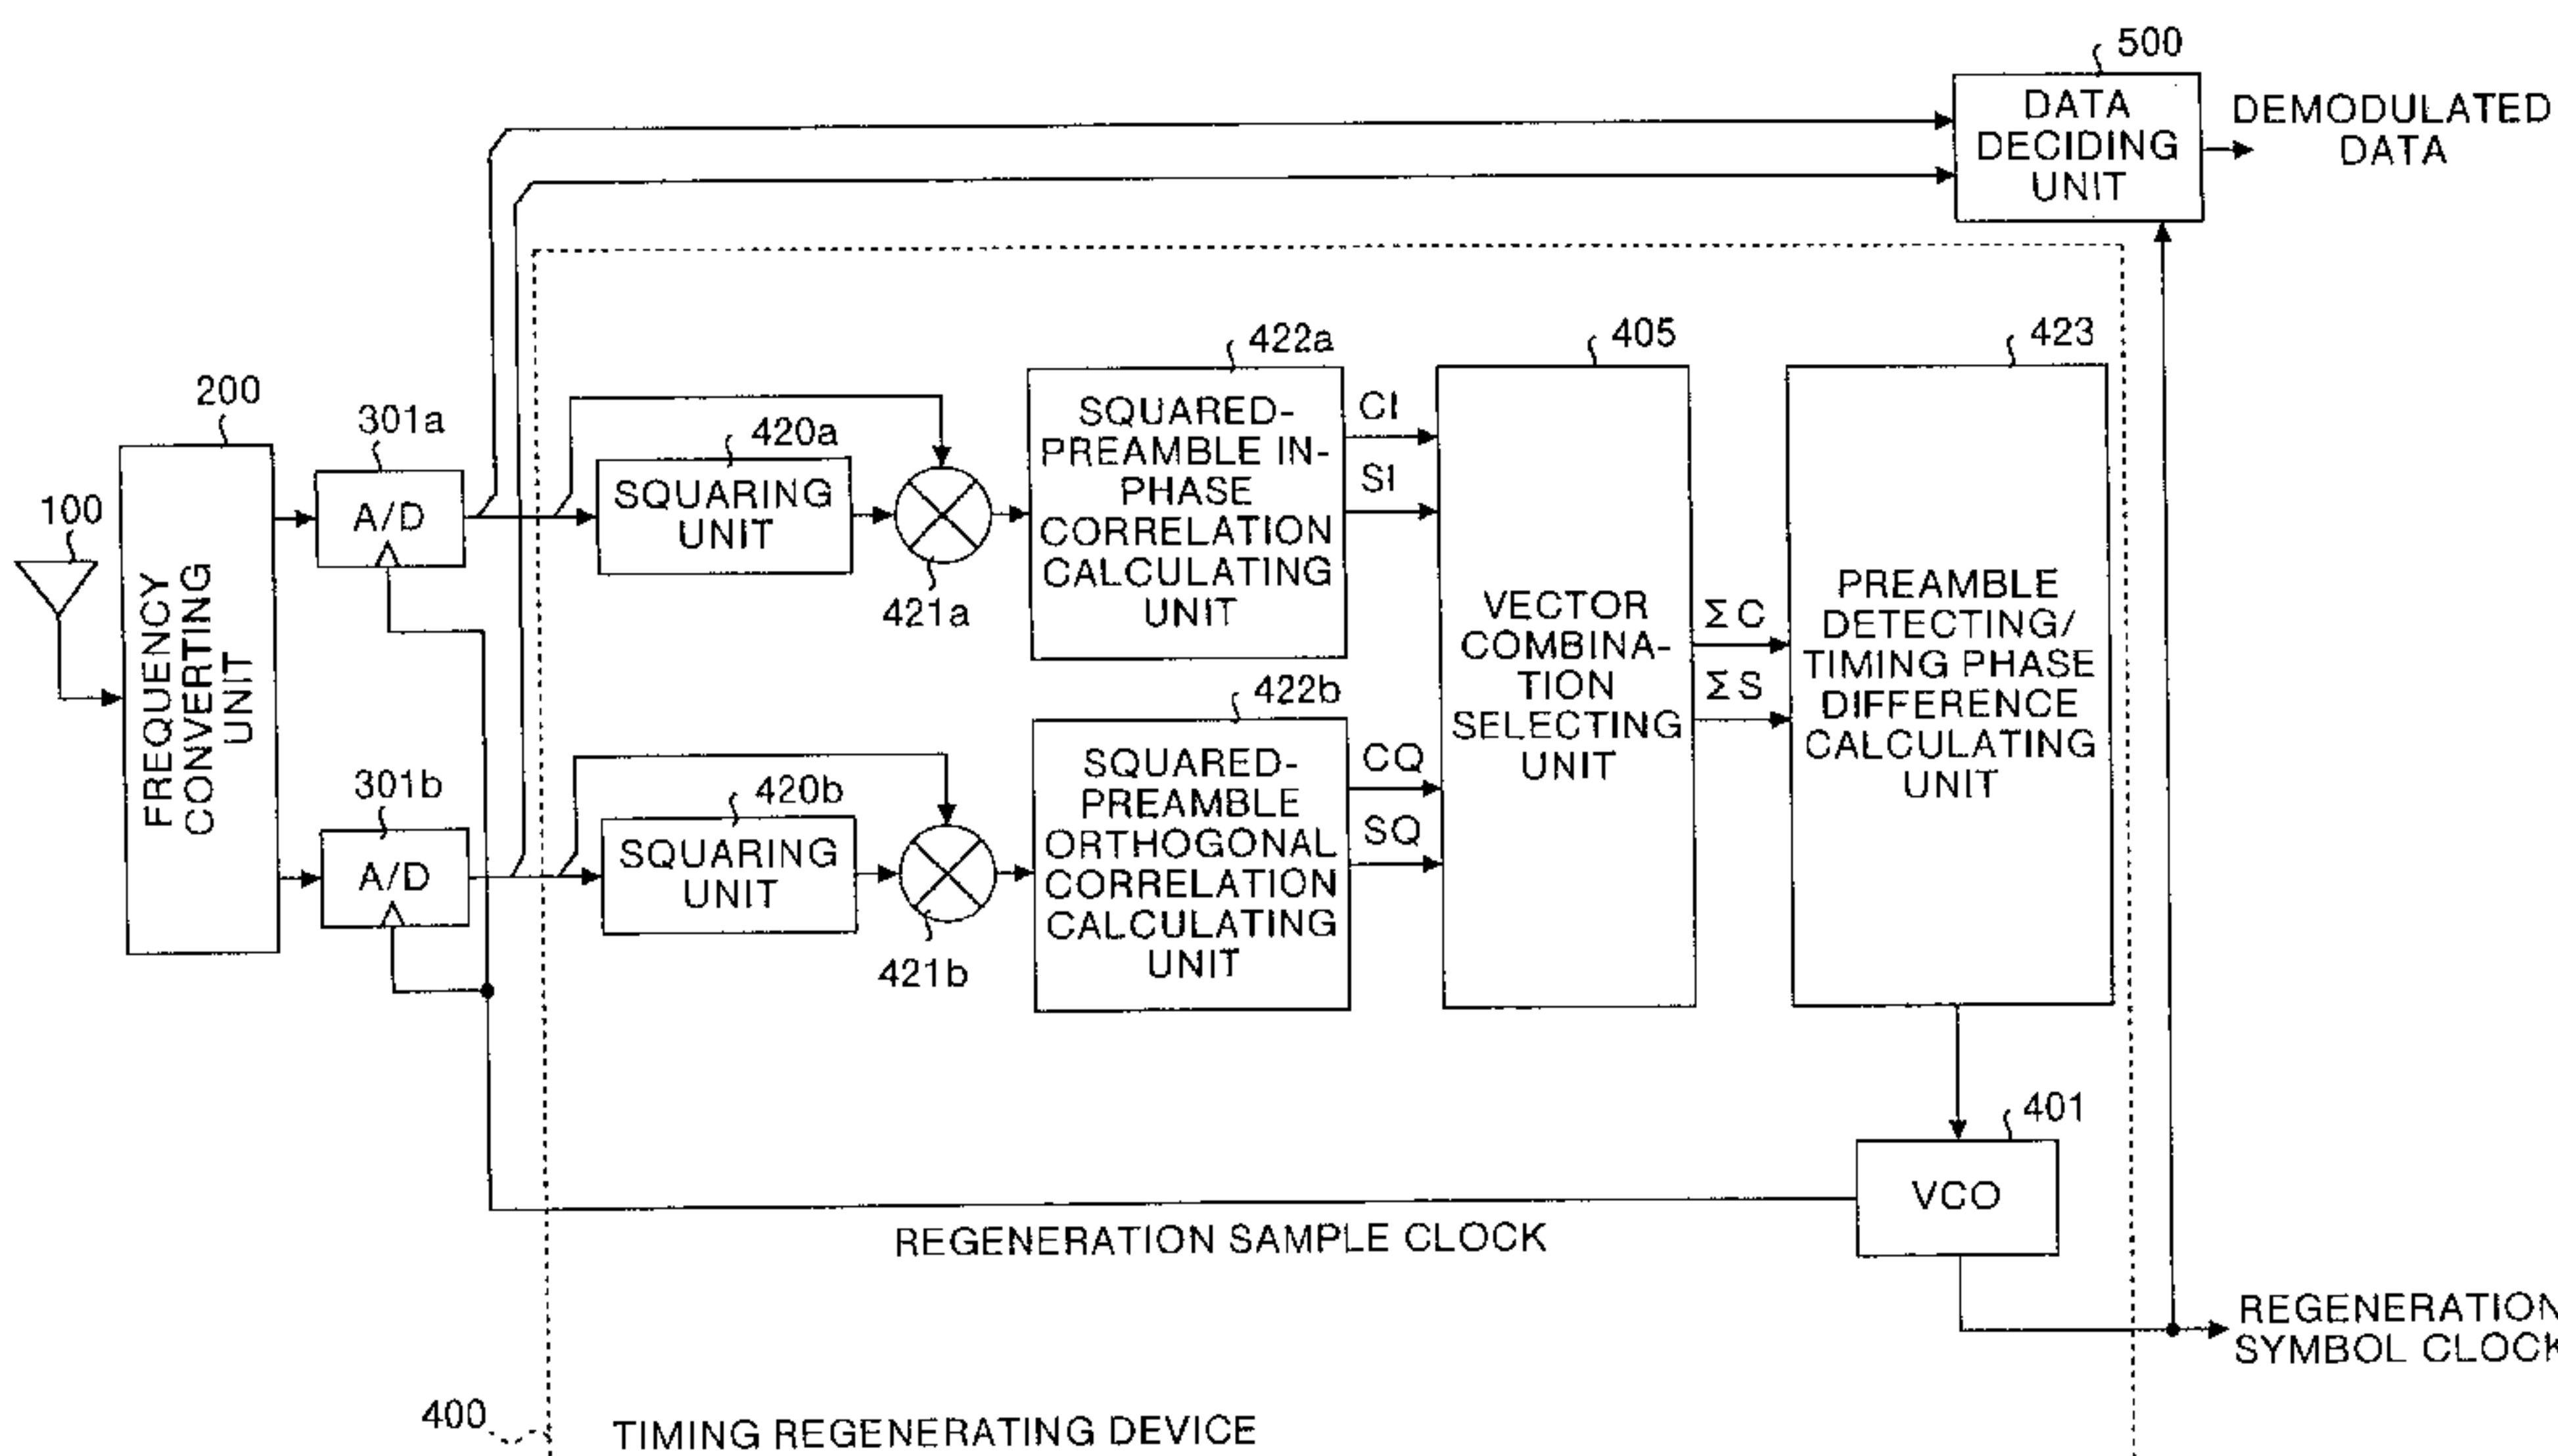 500
DATA
DECIDING
UNIT
DEMODULATED
DATA
100
200
FREQUENCY
CONVERTING
UNIT
301a
A/D
301b
A/D
420a
SQUARING
UNIT
421a
420b
SQUARING
UNIT
421b
422a
SQUARED-
PREAMBLE IN-
PHASE
CORRELATION
CALCULATING
UNIT
CI
SI
422b
SQUARED-
PREAMBLE
ORTHOGONAL
CORRELATION
CALCULATING
UNIT
CQ
SQ
405
VECTOR
COMBINA-
TION
SELECTING
UNIT
ΣC
ΣS
423
PREAMBLE
DETECTING/
TIMING PHASE
DIFFERENCE
CALCULATING
UNIT
401
VCO
REGENERATION SAMPLE CLOCK
REGENERATION
SYMBOL CLOCK
400
TIMING REGENERATING DEVICE